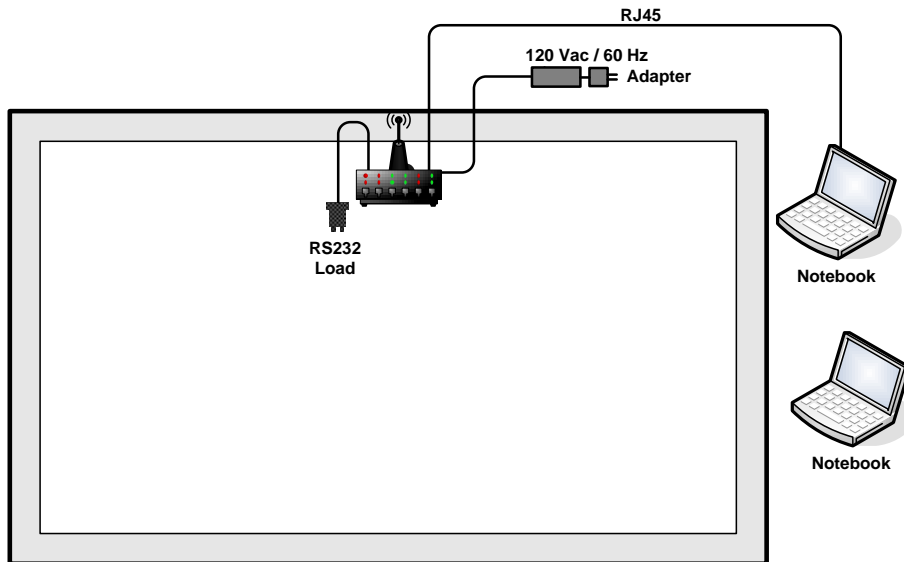 RJ45
120 Vac / 60 Hz
Adapter
RS232
Load
Notebook
Notebook